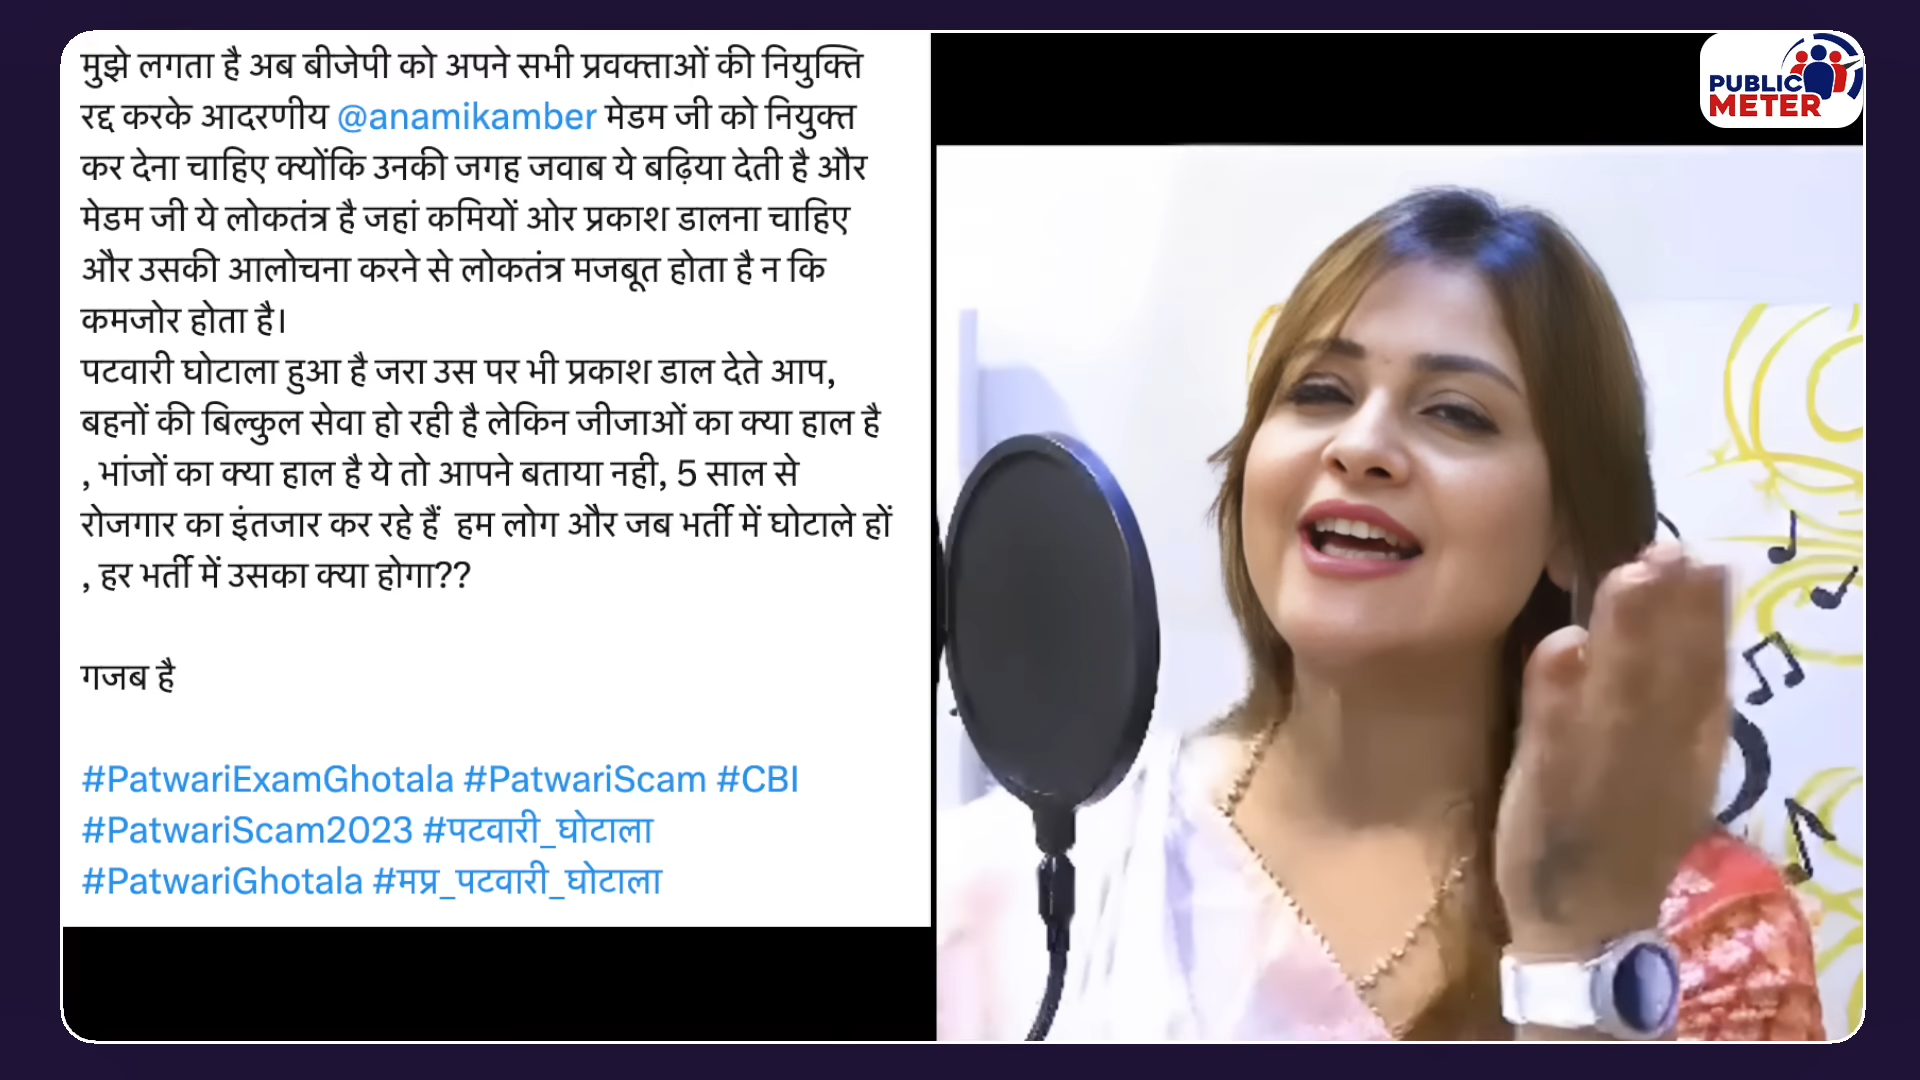 मुझे लगता है अब बीजेपी को अपने सभी प्रवक्ताओं की नियुक्ति
रद्द करके आदरणीय @anamikamber मेडम जी को नियुक्त
कर देना चाहिए क्योंकि उनकी जगह जवाब ये बढ़िया देती है और
मेडम जी ये लोकतंत्र है जहां कमियों ओर प्रकाश डालना चाहिए
और उसकी आलोचना करने से लोकतंत्र मजबूत होता है न कि
कमजोर होता है।
पटवारी घोटाला हुआ है जरा उस पर भी प्रकाश डाल देते आप,
बहनों की बिल्कुल सेवा हो रही है लेकिन जीजाओं का क्या हाल है
, भांजों का क्या हाल है ये तो आपने बताया नही, 5 साल से
रोजगार का इंतजार कर रहे हैं  हम लोग और जब भर्ती में घोटाले हों
, हर भर्ती में उसका क्या होगा??
गजब है
#PatwariExamGhotala #PatwariScam #CBI
#PatwariScam2023 #पटवारी_घोटाला
#PatwariGhotala #मप्र_पटवारी_घोटाला
PUBLIC
METER